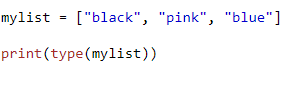 mylist = ["black", "pink", "blue"]
print(type(mylist))